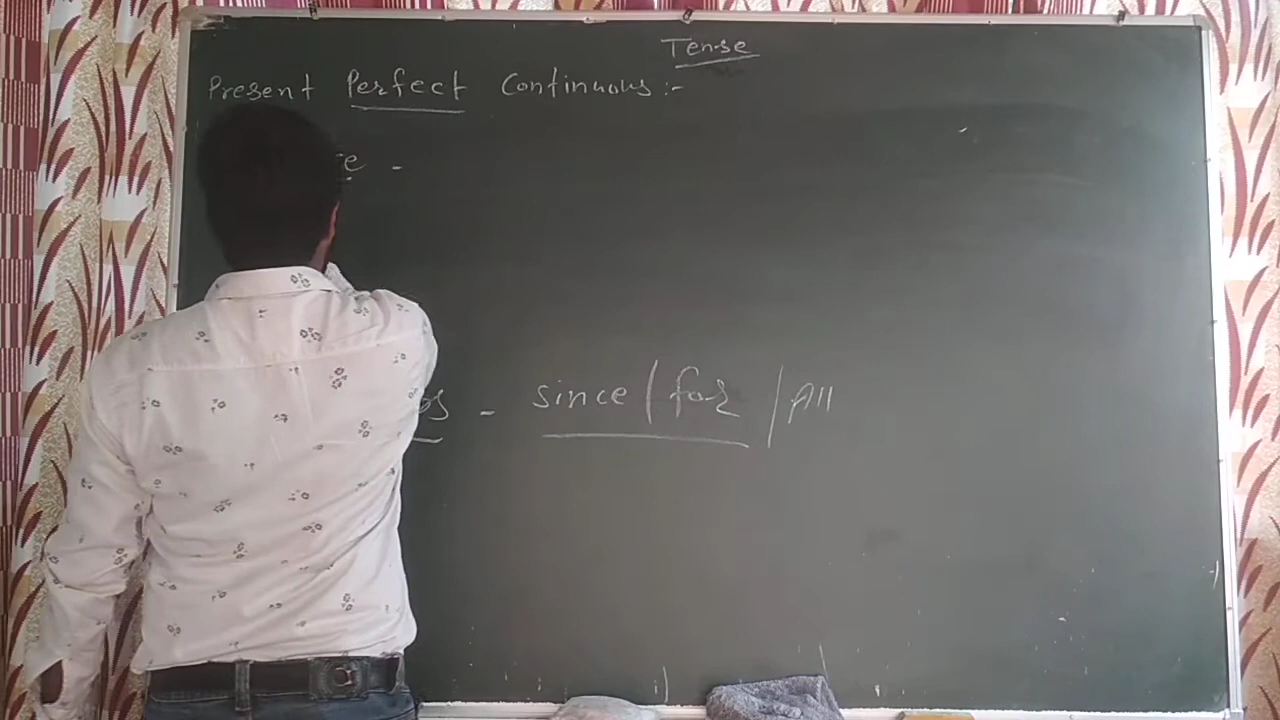 Tense
Present Perfect Continuous :-
-
- since / for / All